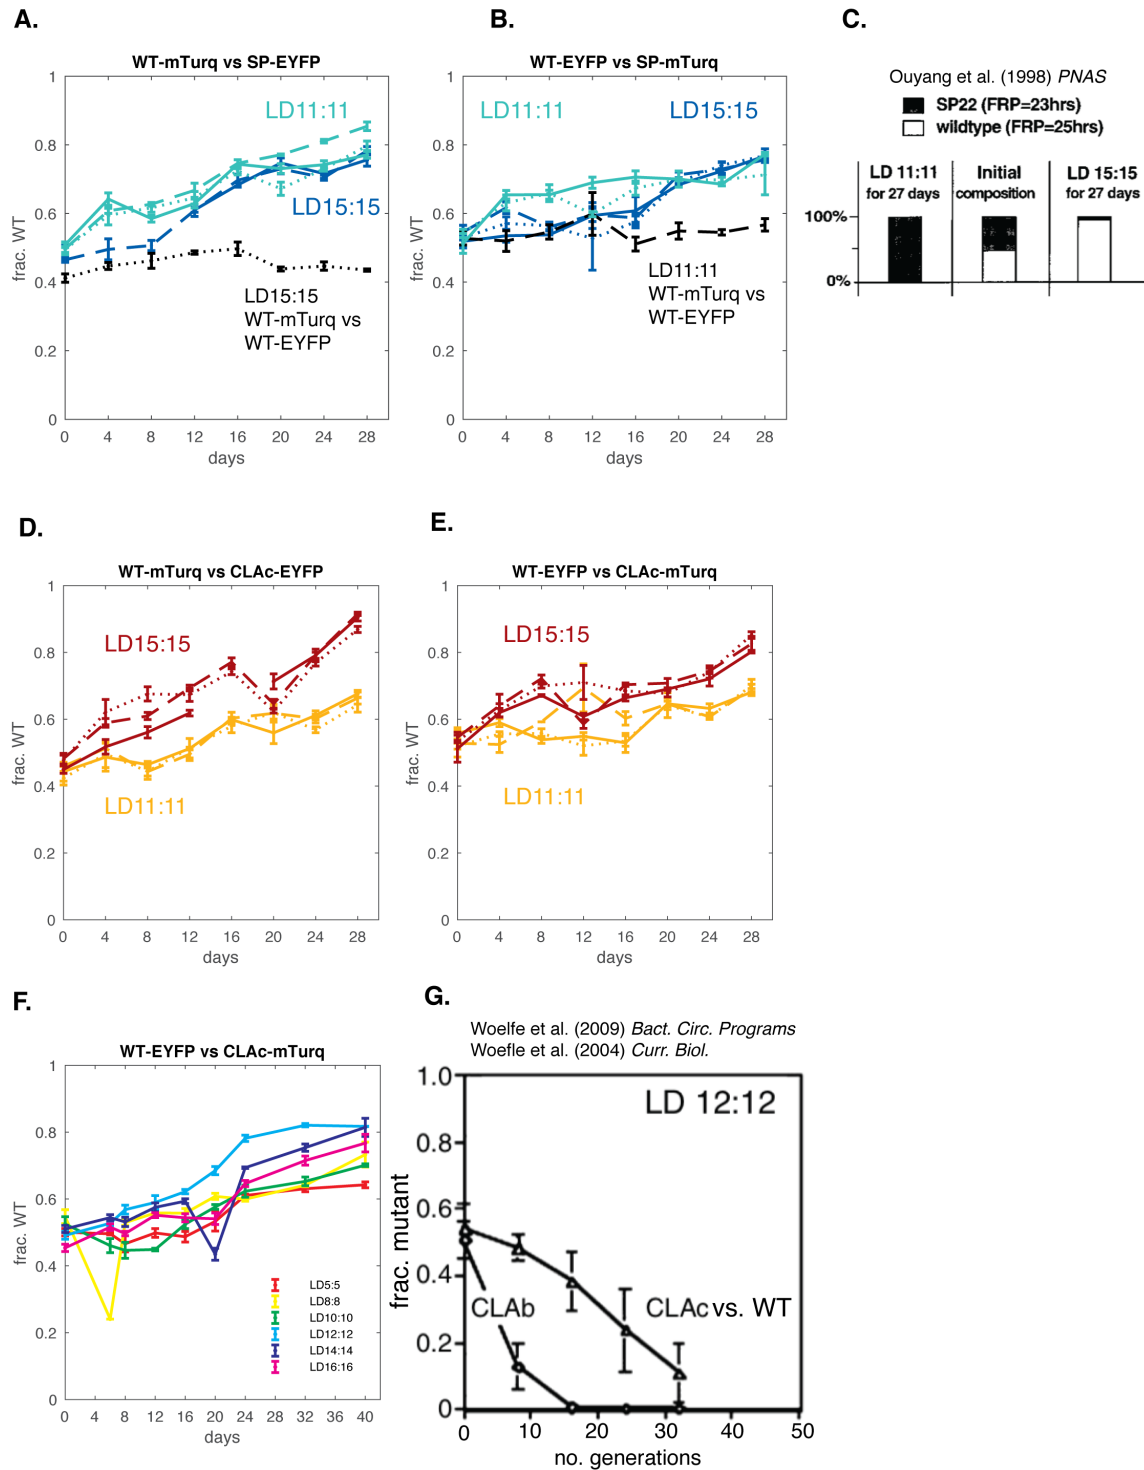 A.
WT-mTurq vs SP-EYFP
1
0.8
0.6
0.4
0.2
0
frac. WT
LD11:11
LD15:15
LD15:15
WT-mTurq vs
WT-EYFP
0 4 8 12 16 20 24 28
days
B.
WT-EYFP vs SP-mTurq
1
0.8
0.6
0.4
0.2
0
frac. WT
LD11:11
LD15:15
LD11:11
WT-mTurq vs
WT-EYFP
0 4 8 12 16 20 24 28
days
C.
Ouyang et al. (1998) PNAS
SP22 (FRP=23hrs)
wildtype (FRP=25hrs)
LD 11:11
for 27 days
Initial
composition
LD 15:15
for 27 days
100%
0%
D.
WT-mTurq vs CLAc-EYFP
1
0.8
0.6
0.4
0.2
0
frac. WT
LD15:15
LD11:11
0 4 8 12 16 20 24 28
days
E.
WT-EYFP vs CLAc-mTurq
1
0.8
0.6
0.4
0.2
0
frac. WT
LD15:15
LD11:11
0 4 8 12 16 20 24 28
days
F.
WT-EYFP vs CLAc-mTurq
1
0.8
0.6
0.4
0.2
0
frac. WT
LD5:5
LD8:8
LD10:10
LD12:12
LD14:14
LD16:16
0 4 8 12 16 20 24 28 32 36 40
days
G.
Woelfe et al. (2009) Bact. Circ. Programs
Woefle et al. (2004) Curr. Biol.
1.0
0.8
0.6
0.4
0.2
0
frac. mutant
LD 12:12
CLAb
CLAc vs. WT
0 10 20 30 40 50
no. generations